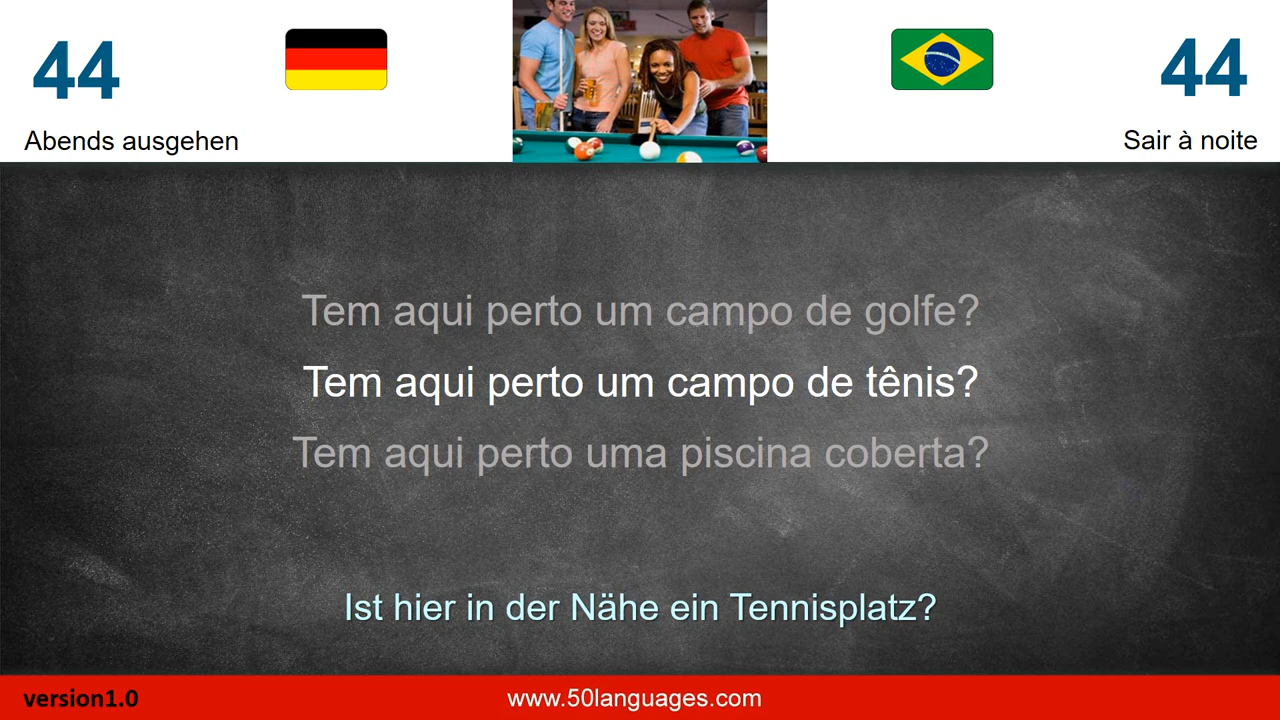 44
44
Abends ausgehen
Sair à noite
Tem aqui perto um campo de golfe?
Tem aqui perto um campo de tênis?
Tem aqui perto uma piscina coberta?
Ist hier in der Nähe ein Tennisplatz?
version1.0
www.50languages.com